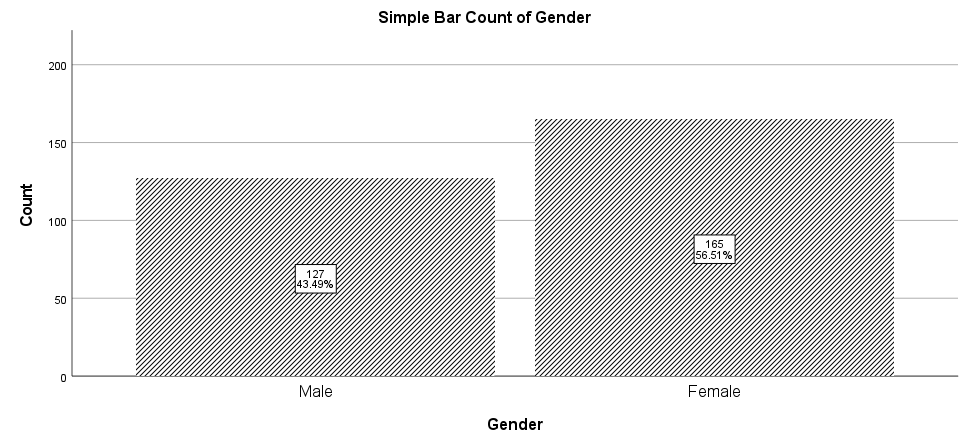 Simple Bar Count of Gender
Count
200
150
100
50
0
127
43.49%
165
56.51%
Male
Female
Gender